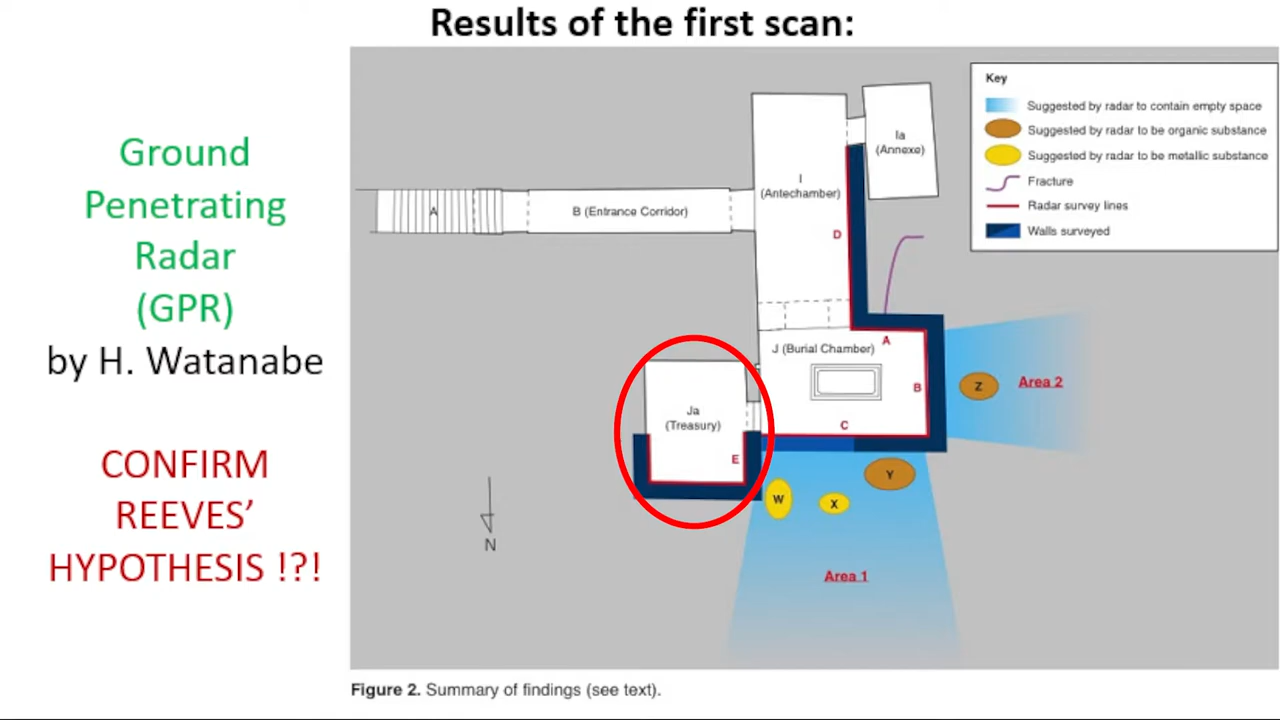 Results of the first scan:
Ground
Penetrating
Radar
(GPR)
by H. Watanabe
CONFIRM
REEVES’
HYPOTHESIS !?!
Key
Suggested by radar to contain empty space
Suggested by radar to be organic substance
Suggested by radar to be metallic substance
Fracture
Radar survey lines
Walls surveyed
Ia
(Annexe)
I
(Antechamber)
A
B (Entrance Corridor)
D
A
J (Burial Chamber)
B
Z
Area 2
Ja
(Treasury)
C
E
Y
W
X
N
Area 1
Figure 2. Summary of findings (see text).